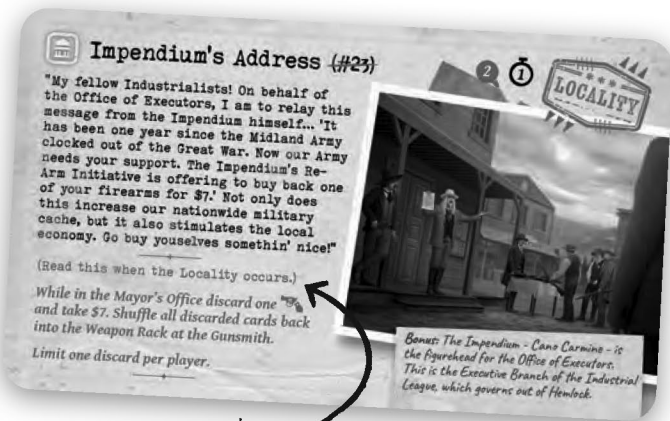 Impendium's Address (#23)
2 1
LOCALITY
"My fellow Industrialists! On behalf of
the Office of Executors, I am to relay this
message from the Impendium himself... 'It
has been one year since the Midland Army
clocked out of the Great War. Now our Army
needs your support. The Impendium's Re-
Arm Initiative is offering to buy back one
of your firearms for $7.' Not only does
this increase our nationwide military
cache, but it also stimulates the local
economy. Go buy youselves somethin' nice!"
(Read this when the Locality occurs.)
While in the Mayor's Office discard one
and take $7. Shuffle all discarded cards back
into the Weapon Rack at the Gunsmith.
Limit one discard per player.
Bonus: The Impendium - Cano Carmine - is
the figurehead for the Office of Executors.
This is the Executive Branch of the Industrial
League, which governs out of Hemlock.